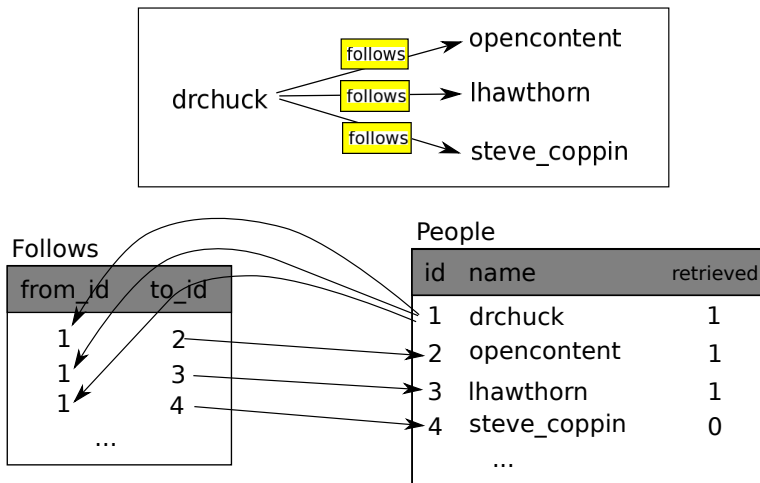 follows opencontent
drchuck follows lhawthorn
follows steve_coppin
Follows
from_id to_id
1 2
1 3
1 4
...
People
id name retrieved
1 drchuck 1
2 opencontent 1
3 lhawthorn 1
4 steve_coppin 0
...